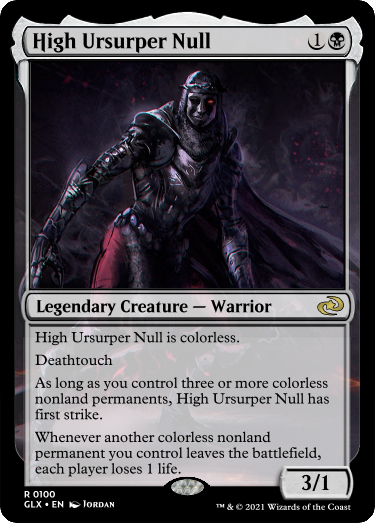 High Ursurper Null 1
Legendary Creature — Warrior
High Ursurper Null is colorless.
Deathtouch
As long as you control three or more colorless
nonland permanents, High Ursurper Null has
first strike.
Whenever another colorless nonland
permanent you control leaves the battlefield,
each player loses 1 life.
3/1
R 0100
GLX • EN Jordan
™ & © 2021 Wizards of the Coast